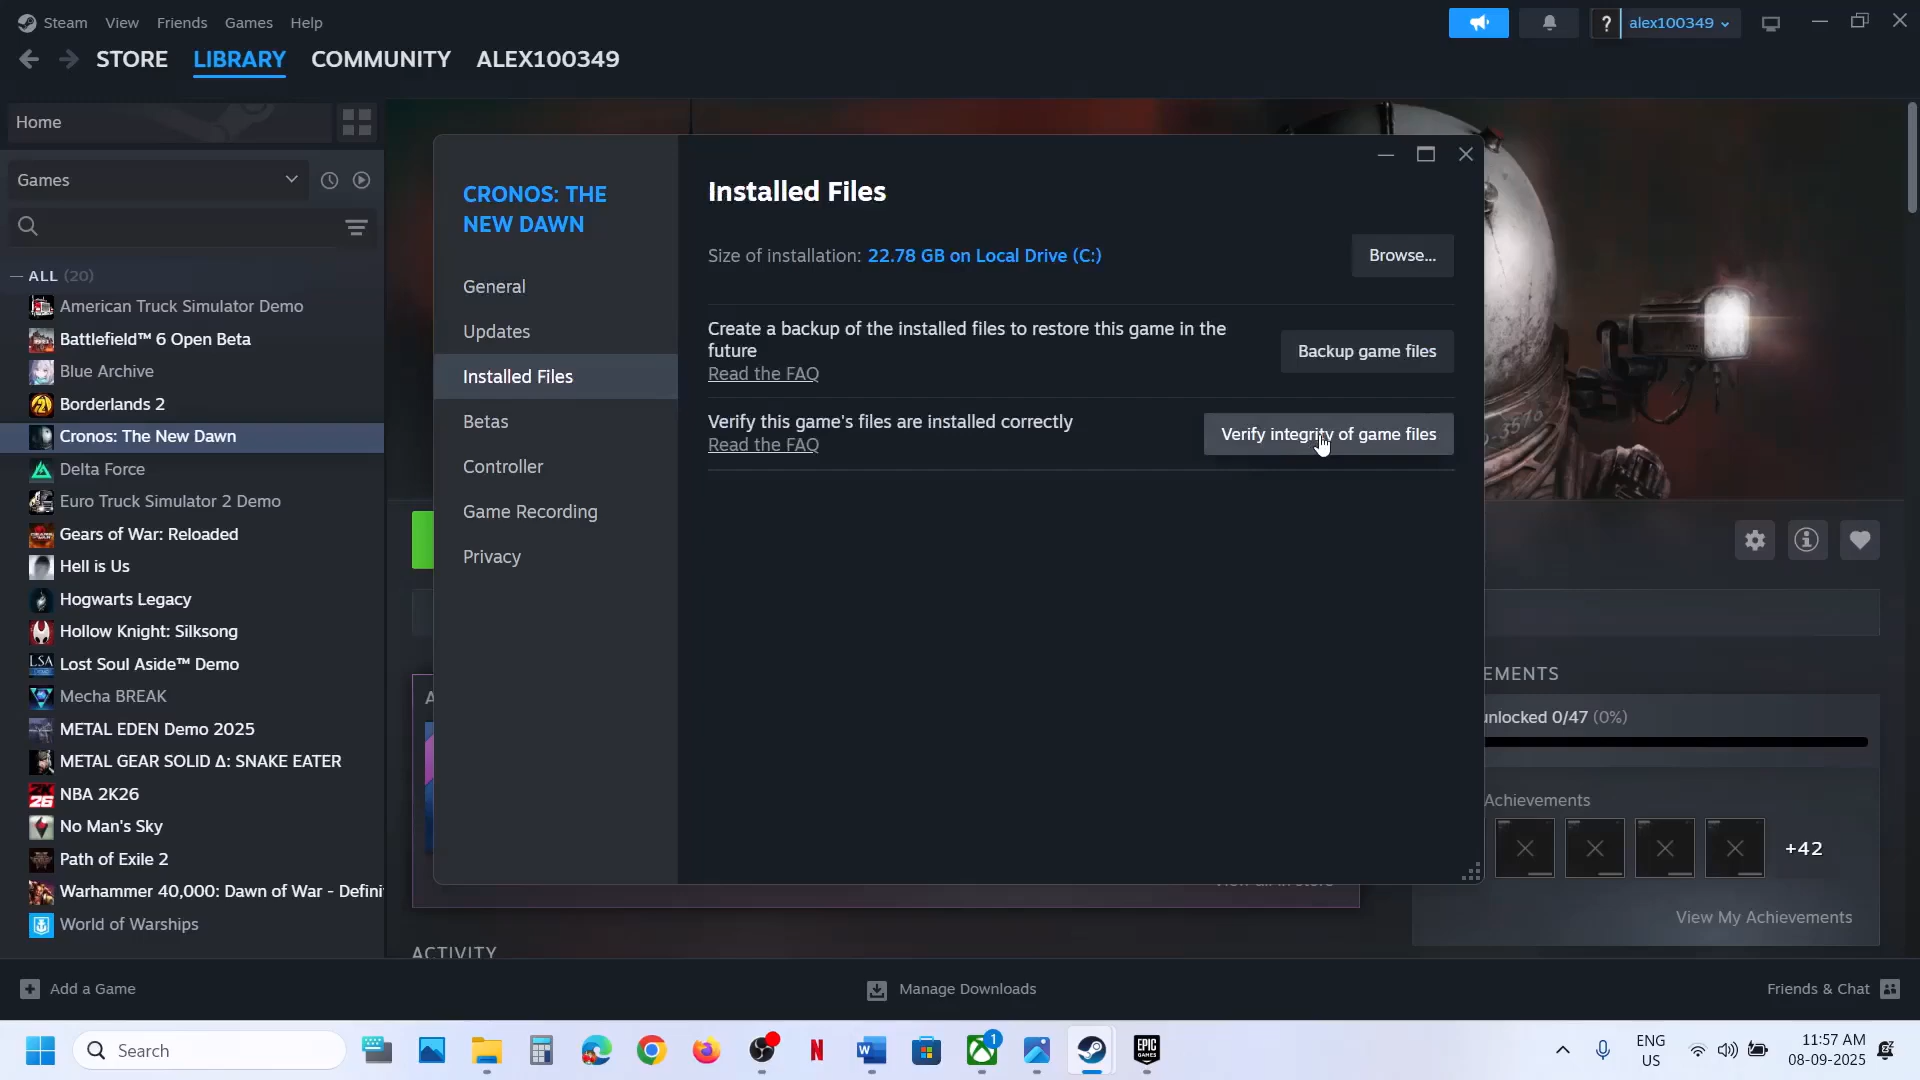 Steam View Friends Games Help
alex100349
STORE LIBRARY COMMUNITY ALEX100349
Home
Games
ALL (20)
American Truck Simulator Demo
Battlefield™ 6 Open Beta
Blue Archive
Borderlands 2
Cronos: The New Dawn
Delta Force
Euro Truck Simulator 2 Demo
Gears of War: Reloaded
Hell is Us
Hogwarts Legacy
Hollow Knight: Silksong
Lost Soul Aside™ Demo
Mecha BREAK
METAL EDEN Demo 2025
METAL GEAR SOLID Δ: SNAKE EATER
NBA 2K26
No Man's Sky
Path of Exile 2
Warhammer 40,000: Dawn of War - Defini
World of Warships
CRONOS: THE
NEW DAWN
General
Updates
Installed Files
Betas
Controller
Game Recording
Privacy
Installed Files
Size of installation: 22.78 GB on Local Drive (C:)
Browse...
Create a backup of the installed files to restore this game in the
future
Read the FAQ
Backup game files
Verify this game's files are installed correctly
Read the FAQ
Verify integrity of game files
EMENTS
unlocked 0/47 (0%)
Achievements
+42
View My Achievements
ACTIVITY
Add a Game
Manage Downloads
Friends & Chat
Search
1
EPIC
GAMES
ENG
US
11:57 AM
08-09-2025